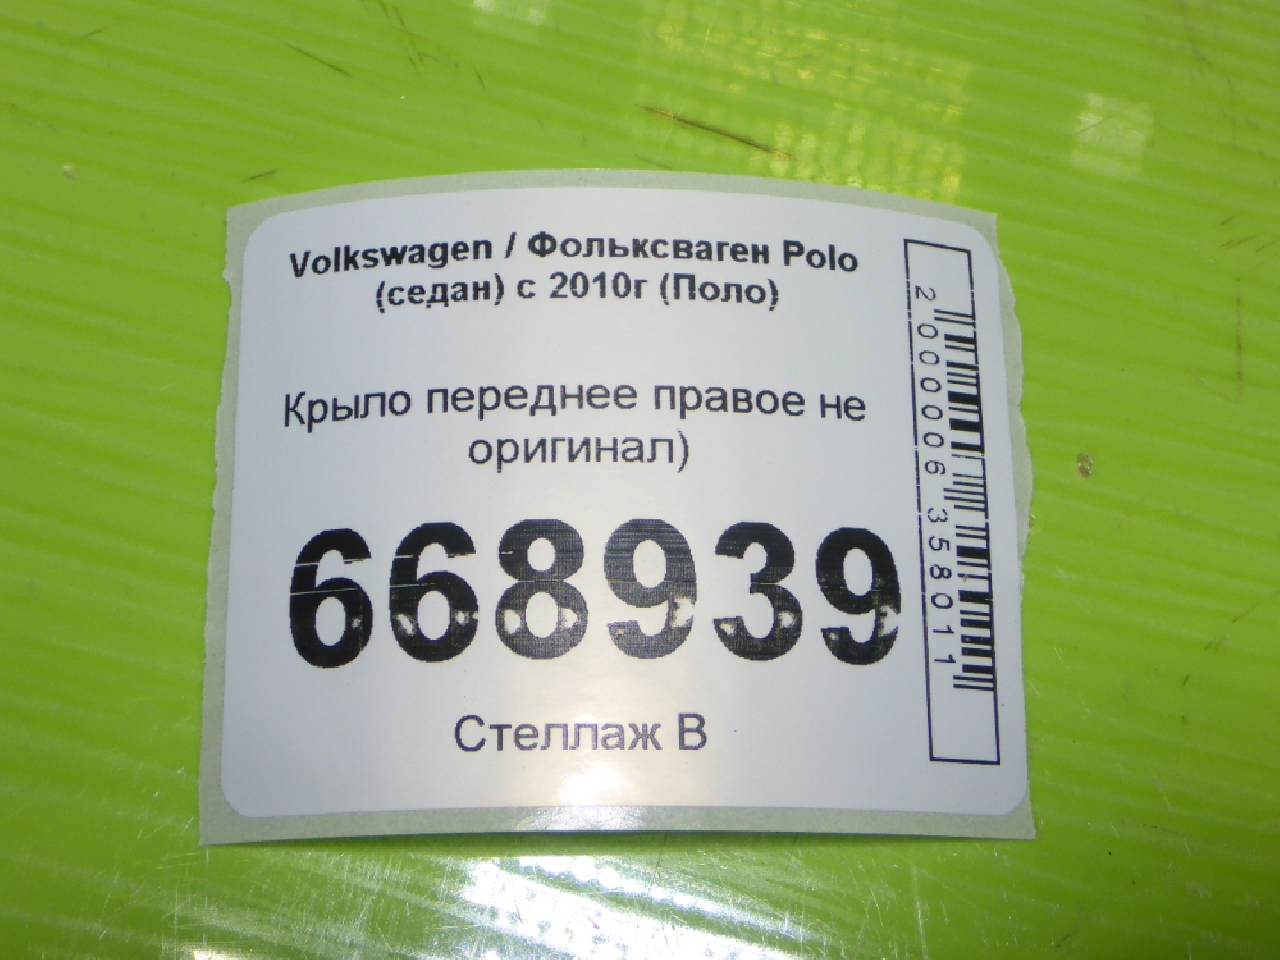 Volkswagen / Фольксваген Polo
(седан) с 2010г (Поло)
Крыло переднее правое не
оригинал)
668939
Стеллаж В
2000006358011